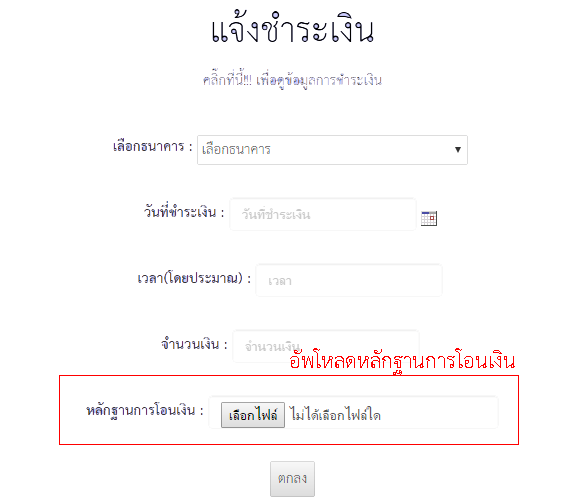 แจ้งชำระเงิน
คลิ๊กที่นี้!!! เพื่อดูข้อมูลการชำระเงิน
เลือกธนาคาร : เลือกธนาคาร
วันที่ชำระเงิน : วันที่ชำระเงิน
เวลา(โดยประมาณ) : เวลา
จำนวนเงิน : จำนวนเงิน
อัพโหลดหลักฐานการโอนเงิน
หลักฐานการโอนเงิน : เลือกไฟล์ ไม่ได้เลือกไฟล์ใด
ตกลง